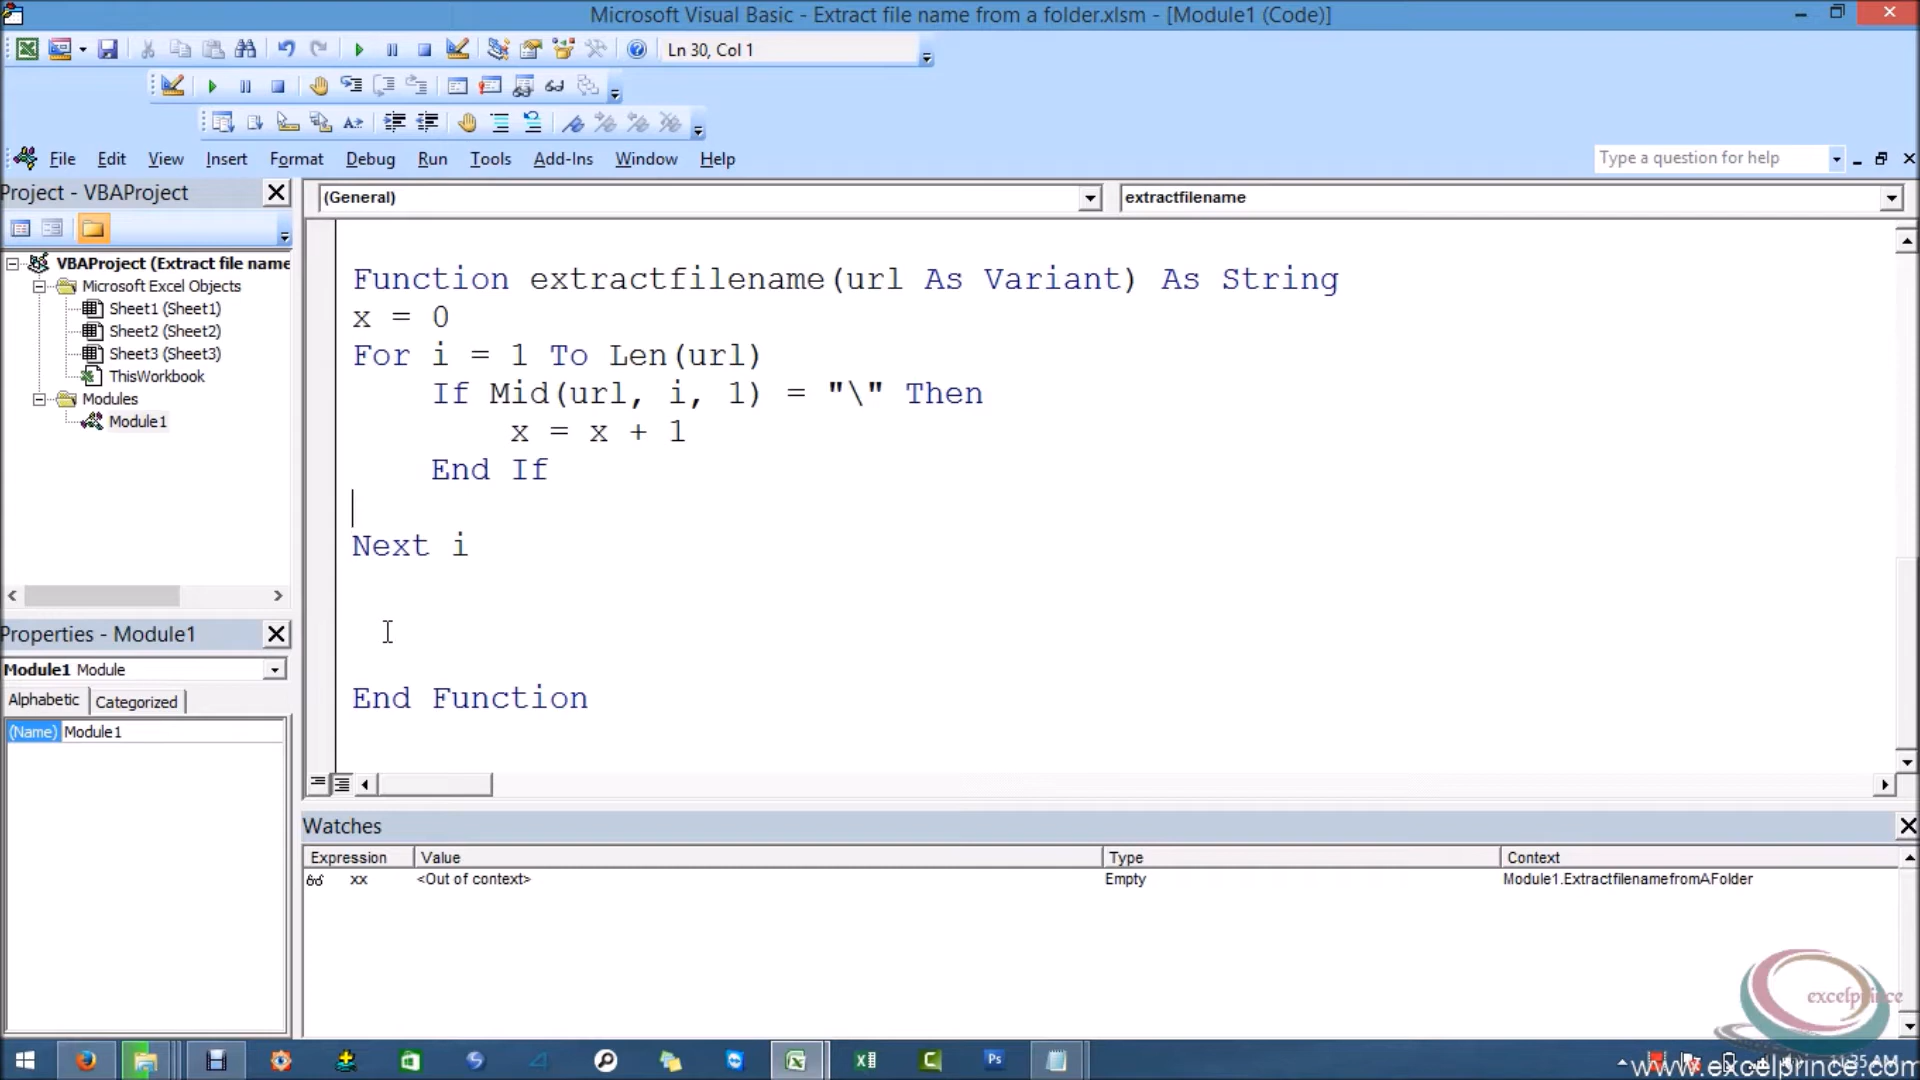 Microsoft Visual Basic - Extract file name from a folder.xlsm - [Module1 (Code)]
Ln 30, Col 1
File Edit View Insert Format Debug Run Tools Add-Ins Window Help
Type a question for help
Project - VBAProject
(General)
extractfilename
VBAProject (Extract file name
Microsoft Excel Objects
Sheet1 (Sheet1)
Sheet2 (Sheet2)
Sheet3 (Sheet3)
ThisWorkbook
Modules
Module1
Function extractfilename(url As Variant) As String
x = 0
For i = 1 To Len(url)
If Mid(url, i, 1) = "\" Then
x = x + 1
End If
Next i
End Function
Properties - Module1
Module1 Module
Alphabetic Categorized
(Name) Module1
Watches
Expression Value Type Context
xx <Out of context> Empty Module1.ExtractfilenamefromAFolder
excelprince
www.excelprince.com